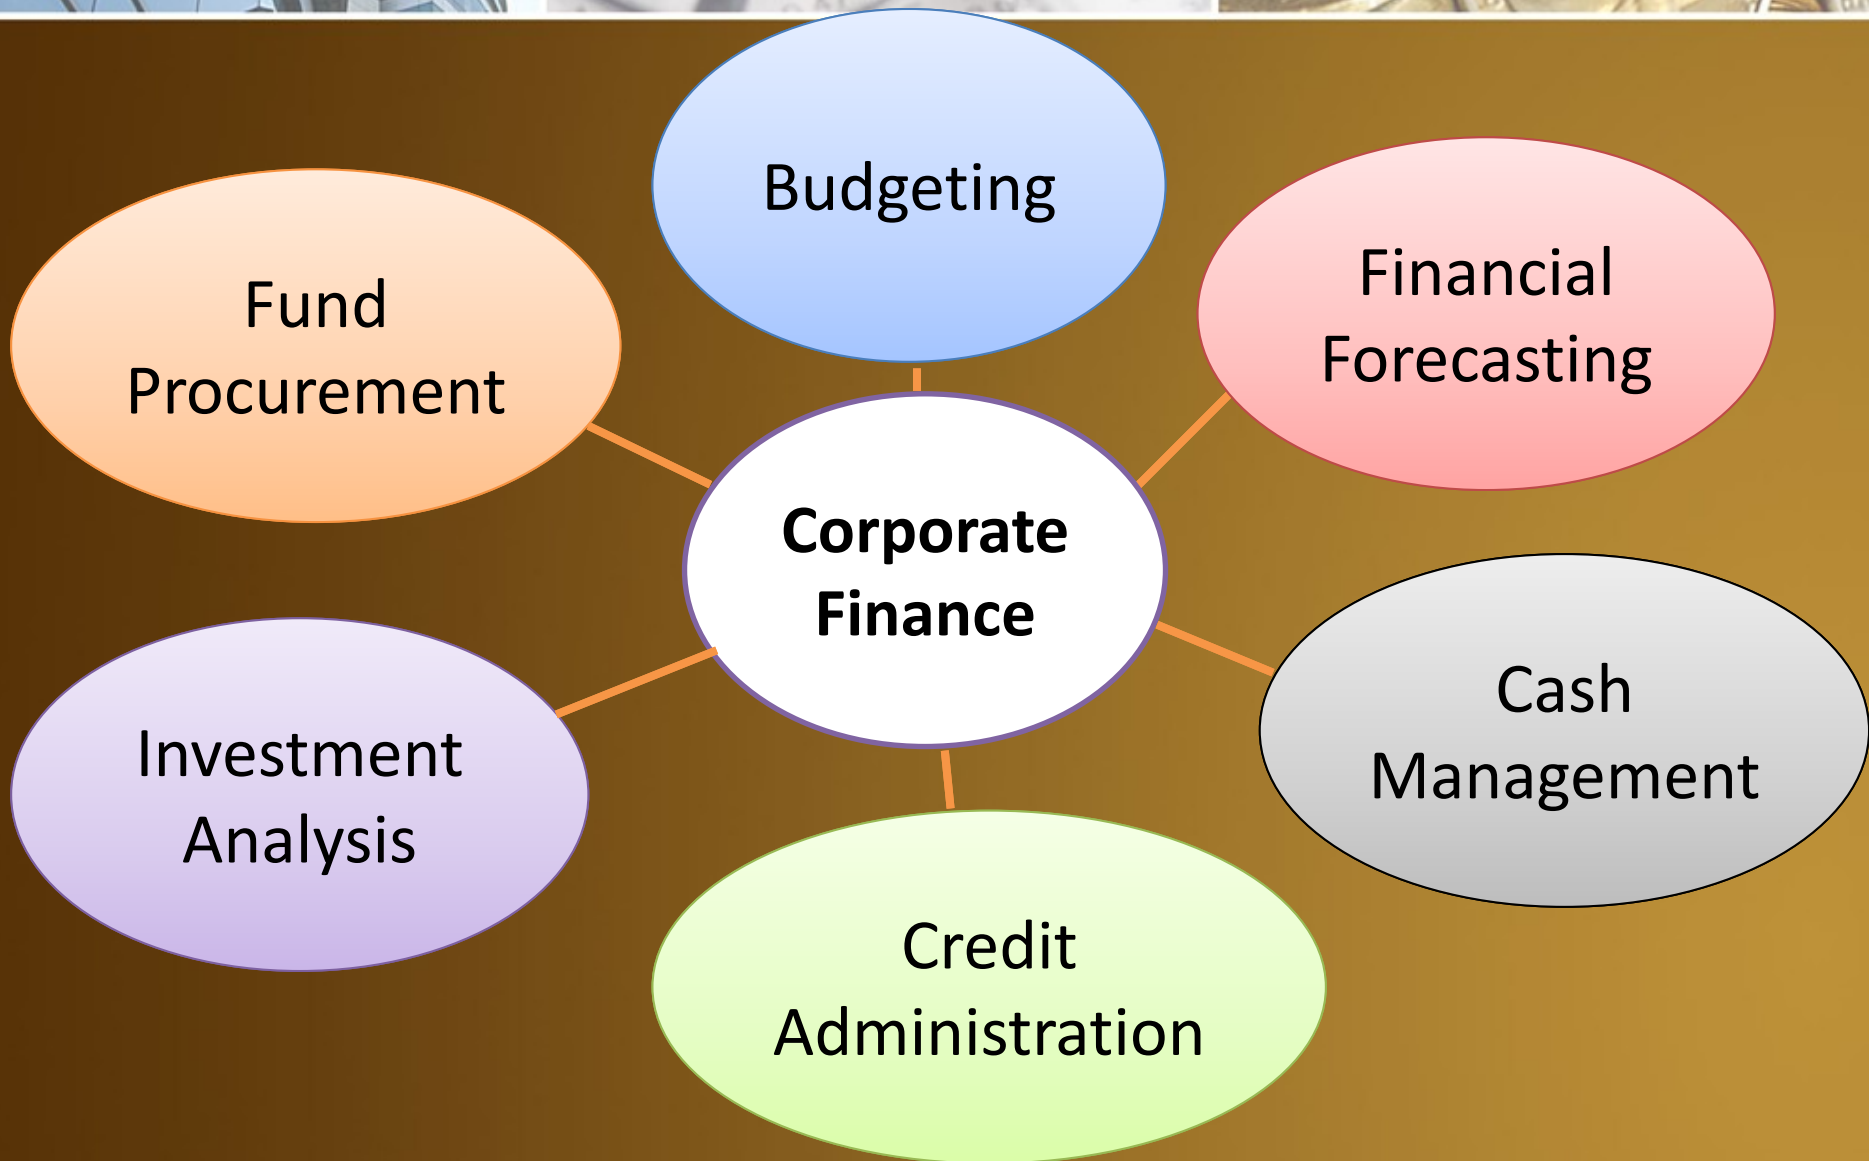 Budgeting
Financial
Forecasting
Fund
Procurement
Corporate
Finance
Cash
Management
Investment
Analysis
Credit
Administration